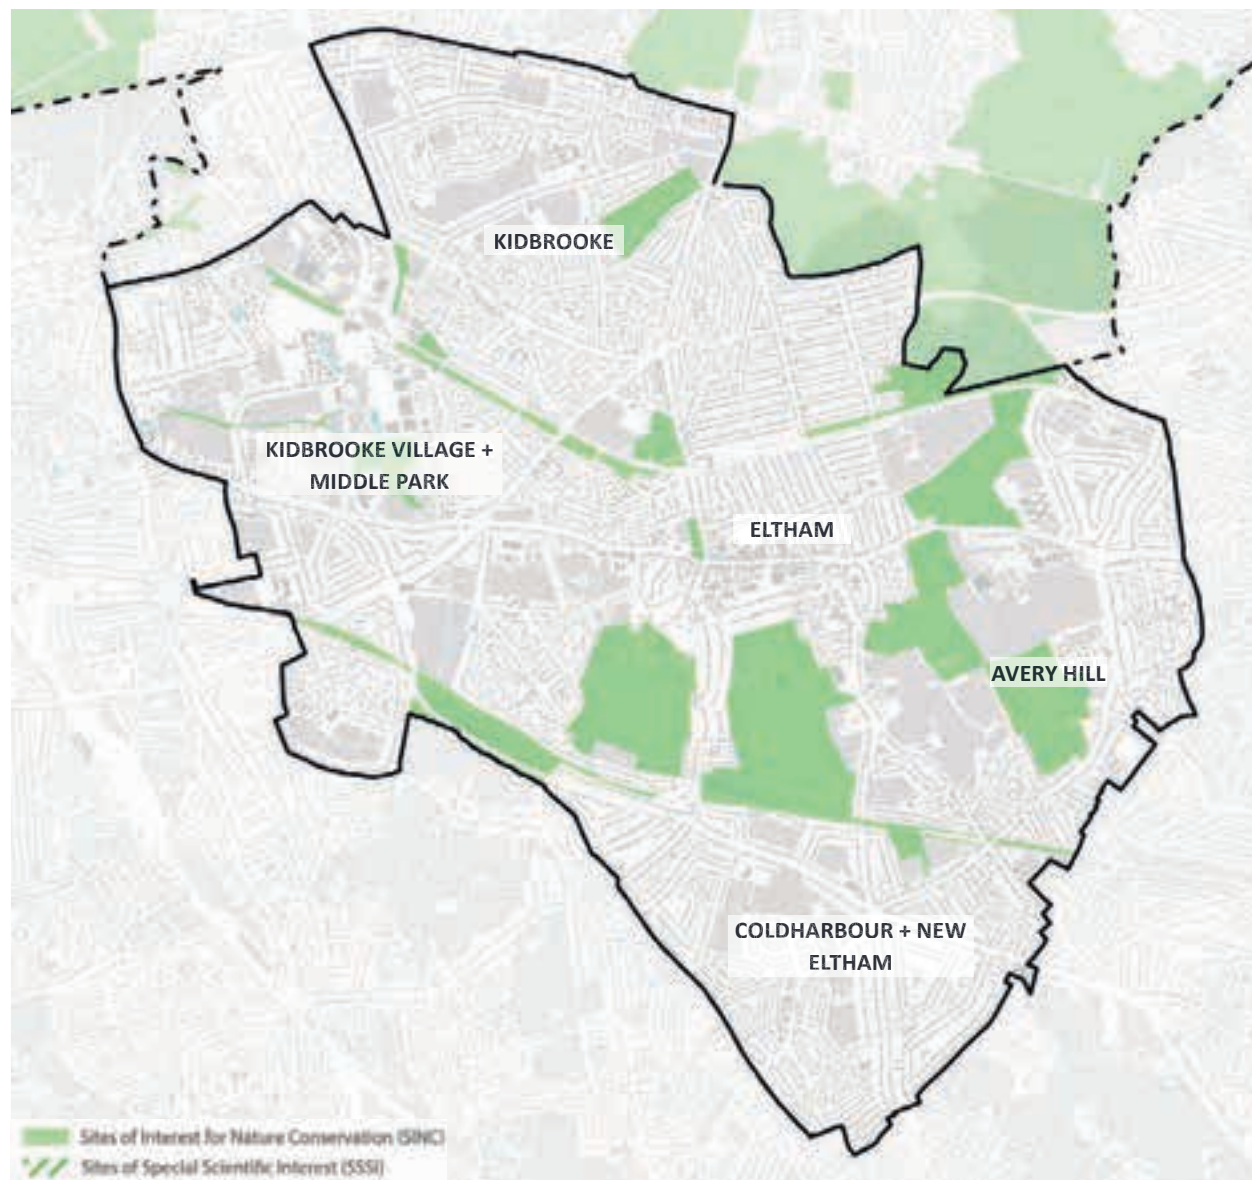 KIDBROOKE
KIDBROOKE VILLAGE +
MIDDLE PARK
ELTHAM
AVERY HILL
COLDHARBOUR + NEW
ELTHAM
Sites of Interest for Nature Conservation (SINC)
Sites of Special Scientific Interest (SSSI)